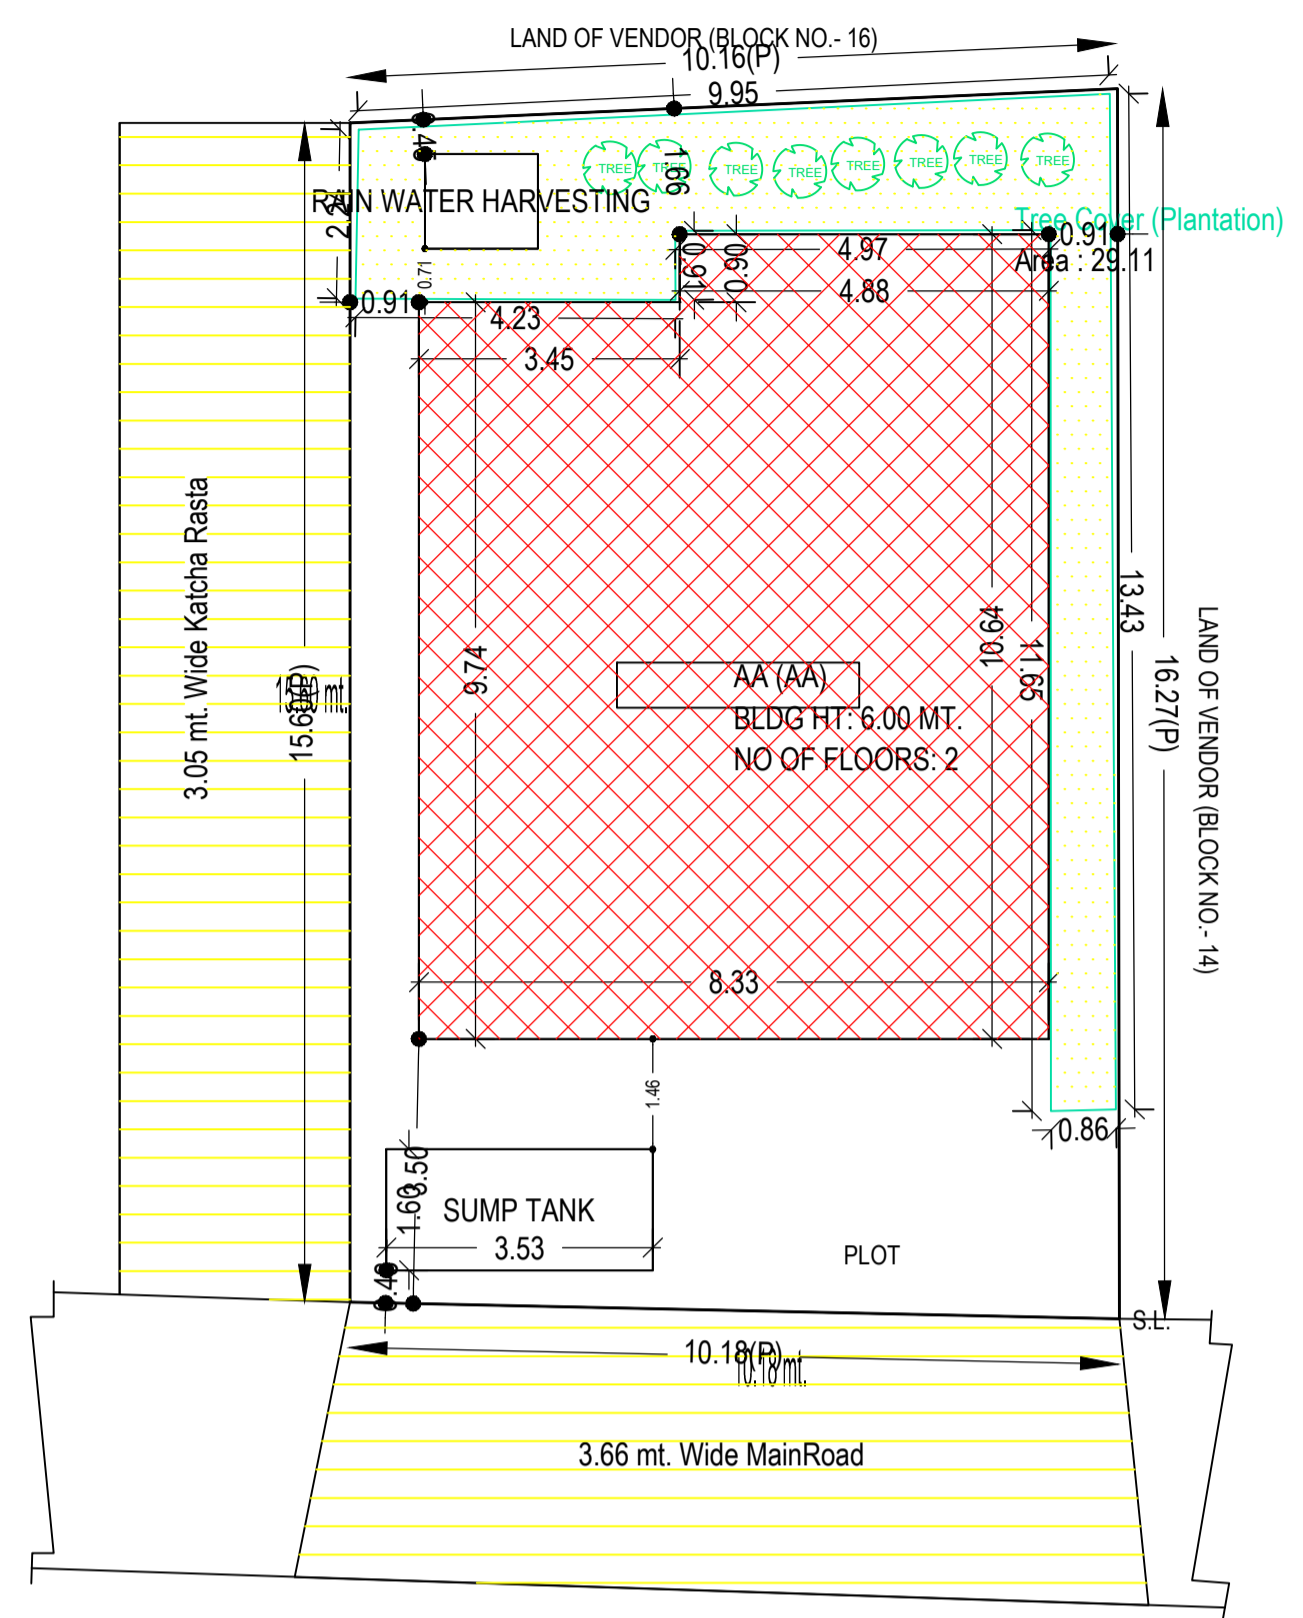 LAND OF VENDOR (BLOCK NO.- 16)
10.16(P)
9.95
1.66
TREE
TREE
TREE
TREE
TREE
TREE
TREE
TREE
RAIN WATER HARVESTING
Tree Cover (Plantation)
Area : 29.11
0.91
4.97
4.88
0.91
0.90
0.71
0.91
4.23
3.45
3.05 mt. Wide Katcha Rasta
15.60(P)
9.74
10.64
11.65
13.43
16.27(P)
LAND OF VENDOR (BLOCK NO.- 14)
AA (AA)
BLDG HT: 6.00 MT.
NO OF FLOORS: 2
8.33
1.46
0.86
3.50
1.60
SUMP TANK
3.53
PLOT
S.L.
10.18(P)
10.18 mt.
3.66 mt. Wide MainRoad